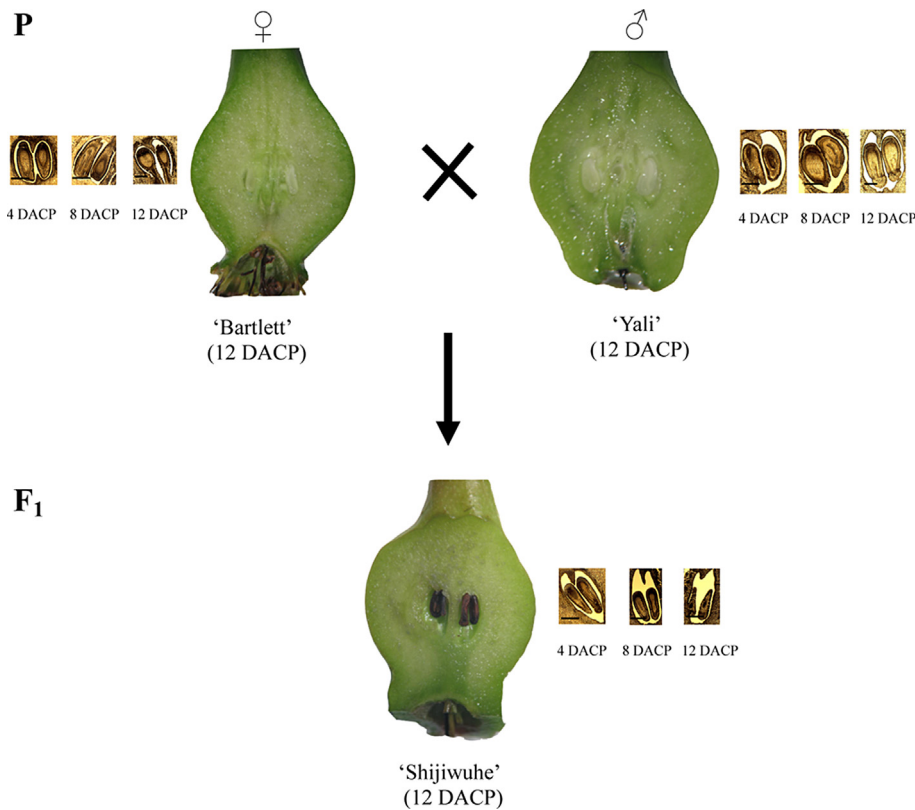 P
♀
♂
4 DACP 8 DACP 12 DACP
4 DACP 8 DACP 12 DACP
'Bartlett'
(12 DACP)
'Yali'
(12 DACP)
F₁
4 DACP 8 DACP 12 DACP
'Shijiwuhe'
(12 DACP)